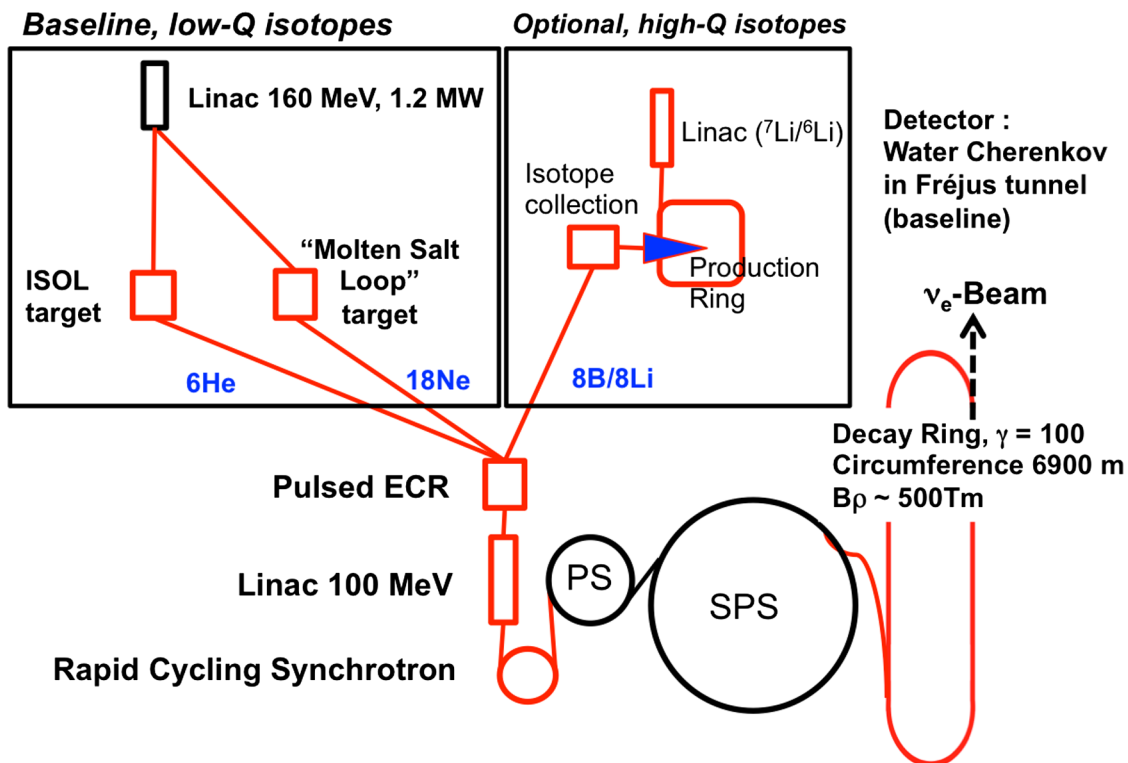 Baseline, low-Q isotopes
Optional, high-Q isotopes
Linac 160 MeV, 1.2 MW
ISOL
target
“Molten Salt
Loop”
target
6He
18Ne
Linac (⁷Li/⁶Li)
Isotope
collection
Production
Ring
8B/8Li
Detector :
Water Cherenkov
in Fréjus tunnel
(baseline)
νe-Beam
Decay Ring, γ = 100
Circumference 6900 m
Bρ ~ 500Tm
Pulsed ECR
Linac 100 MeV
PS
SPS
Rapid Cycling Synchrotron